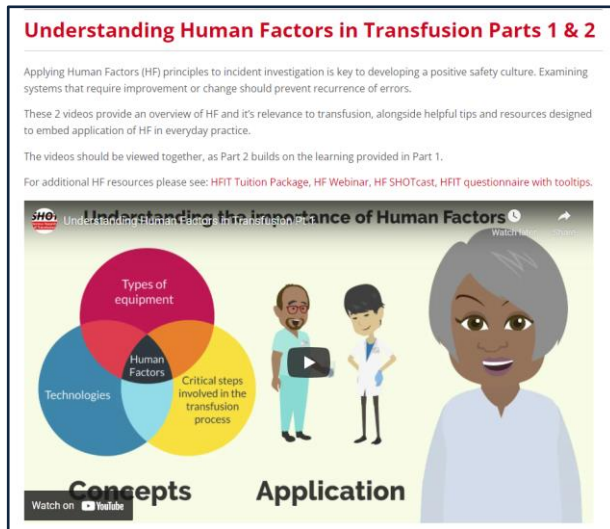 Understanding Human Factors in Transfusion Parts 1 & 2
Applying Human Factors (HF) principles to incident investigation is key to developing a positive safety culture. Examining
systems that require improvement or change should prevent recurrence of errors.
These 2 videos provide an overview of HF and it's relevance to transfusion, alongside helpful tips and resources designed
to embed application of HF in everyday practice.
The videos should be viewed together, as Part 2 builds on the learning provided in Part 1.
For additional HF resources please see: HFIT Tuition Package, HF Webinar, HF SHOTcast, HFIT questionnaire with tooltips.
Understanding the importance of Human Factors
SHOT
Understanding Human Factors in Transfusion Pt 1
Watch later
Share
Types of
equipment
Human
Factors
Technologies
Critical steps
involved in the
transfusion
process
Concepts
Application
Watch on YouTube